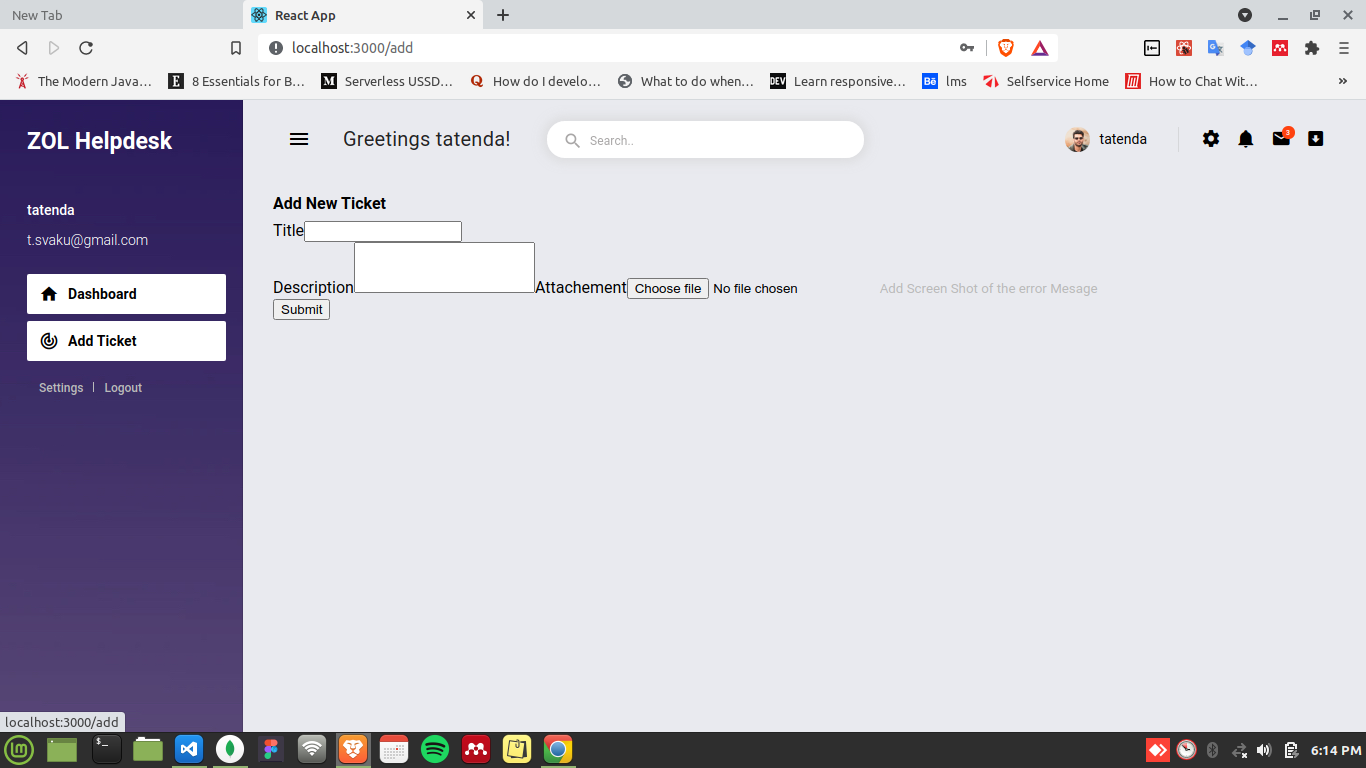 New Tab
React App
localhost:3000/add
The Modern Java…
E
8 Essentials for B…
M
Serverless USSD…
Q
How do I develo…
What to do when…
DEV
Learn responsive…
Bē
lms
Selfservice Home
How to Chat Wit…
»
ZOL Helpdesk
Greetings tatenda!
Search..
tatenda
3
tatenda
t.svaku@gmail.com
Dashboard
Add Ticket
Settings | Logout
Add New Ticket
Title
Description
Attachement
Choose file
No file chosen
Add Screen Shot of the error Mesage
Submit
localhost:3000/add
6:14 PM